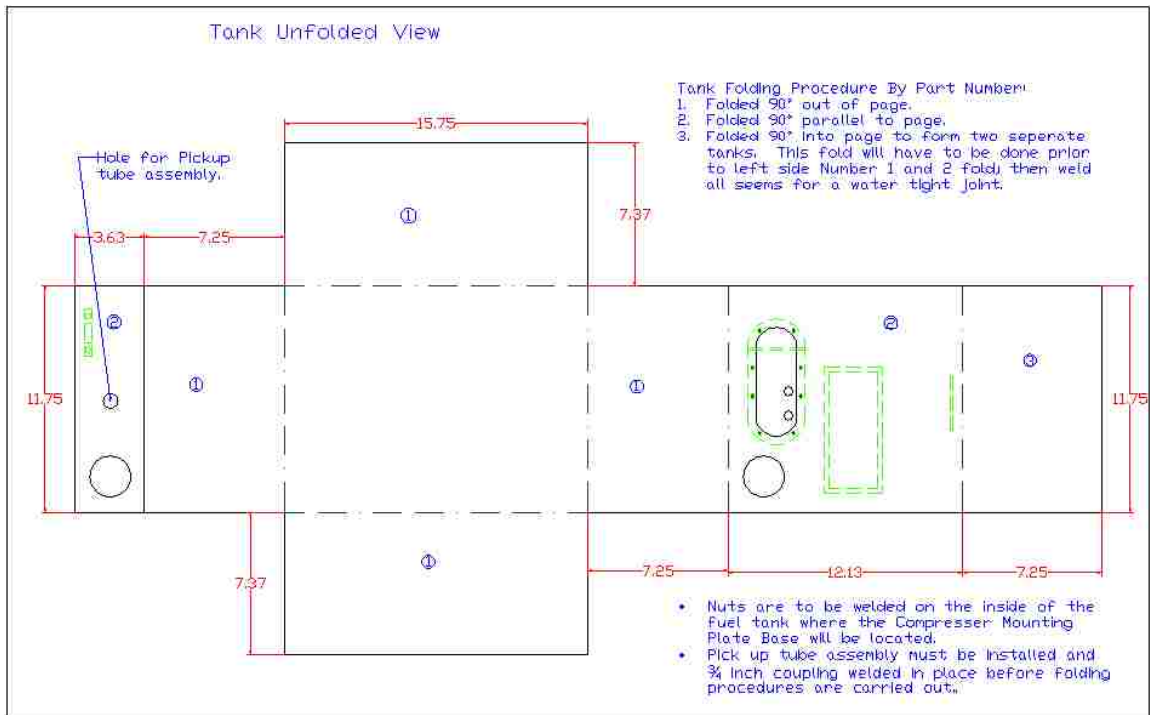 Tank Unfolded View
Tank Folding Procedure By Part Number:
1. Folded 90° out of page.
2. Folded 90° parallel to page.
3. Folded 90° into page to form two seperate
tanks. This fold will have to be done prior
to left side Number 1 and 2 fold; then weld
all seems for a water tight joint.
15.75
Hole for Pickup
tube assembly.
7.37
1
3.63
7.25
2
2
3
1
1
11.75
11.75
1
7.37
7.25
12.13
7.25
• Nuts are to be welded on the inside of the
fuel tank where the Compresser Mounting
Plate Base will be located.
• Pick up tube assembly must be installed and
¾ inch coupling welded in place before folding
procedures are carried out.